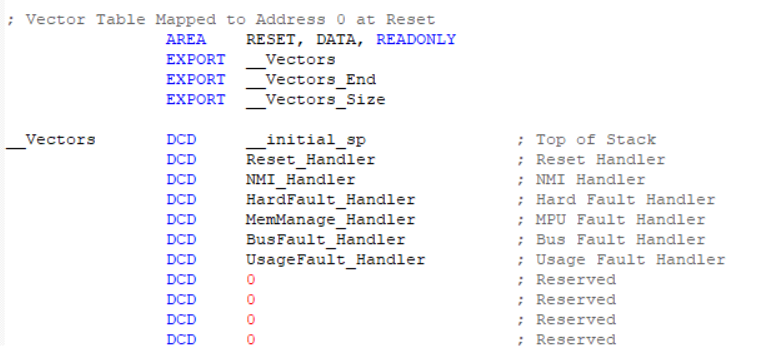 ; Vector Table Mapped to Address 0 at Reset
AREA RESET, DATA, READONLY
EXPORT __Vectors
EXPORT __Vectors_End
EXPORT __Vectors_Size
__Vectors DCD __initial_sp ; Top of Stack
DCD Reset_Handler ; Reset Handler
DCD NMI_Handler ; NMI Handler
DCD HardFault_Handler ; Hard Fault Handler
DCD MemManage_Handler ; MPU Fault Handler
DCD BusFault_Handler ; Bus Fault Handler
DCD UsageFault_Handler ; Usage Fault Handler
DCD 0 ; Reserved
DCD 0 ; Reserved
DCD 0 ; Reserved
DCD 0 ; Reserved